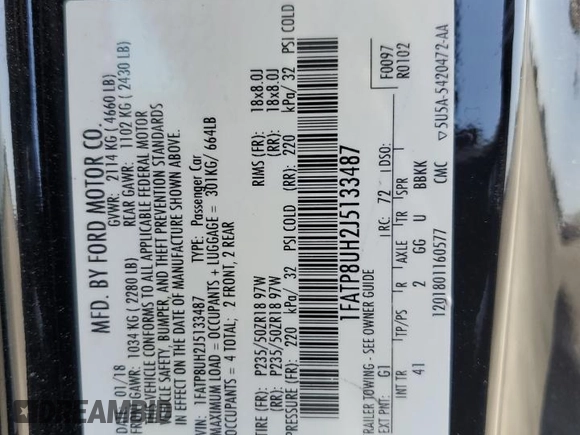 MFD. BY FORD MOTOR CO.
DATE: 01/18 GVWR: 2114 KG ( 4660 LB)
FRONT GAWR: 1034 KG (2280 LB) REAR GAWR: 1102 KG ( 2430 LB)
THIS VEHICLE CONFORMS TO ALL APPLICABLE FEDERAL MOTOR
VEHICLE SAFETY, BUMPER, AND THEFT PREVENTION STANDARDS
IN EFFECT ON THE DATE OF MANUFACTURE SHOWN ABOVE.
VIN: 1FATP8UH2J5133487 TYPE: Passenger Car
MAXIMUM LOAD = OCCUPANTS + LUGGAGE = 301KG/ 664LB
OCCUPANTS = 4 TOTAL; 2 FRONT, 2 REAR
TIRE (FR): P235/50ZR18 97W RIMS (FR): 18x8.0J
TIRE (RR): P235/50ZR18 97W (RR): 18x8.0J
PRESSURE (FR): 220 kPa/ 32 PSI COLD (RR): 220 kPa/ 32 PSI COLD
1FATP8UH2J5133487
TRAILER TOWING - SEE OWNER GUIDE
EXT PNT: G1 RC: 72 DSO: F0097
R0102
INT TR TP/PS R AXLE TR SPR
41 2 GG U BBKK
1201801160577 CMC 5U5A-5420472-AA
DREAMBID